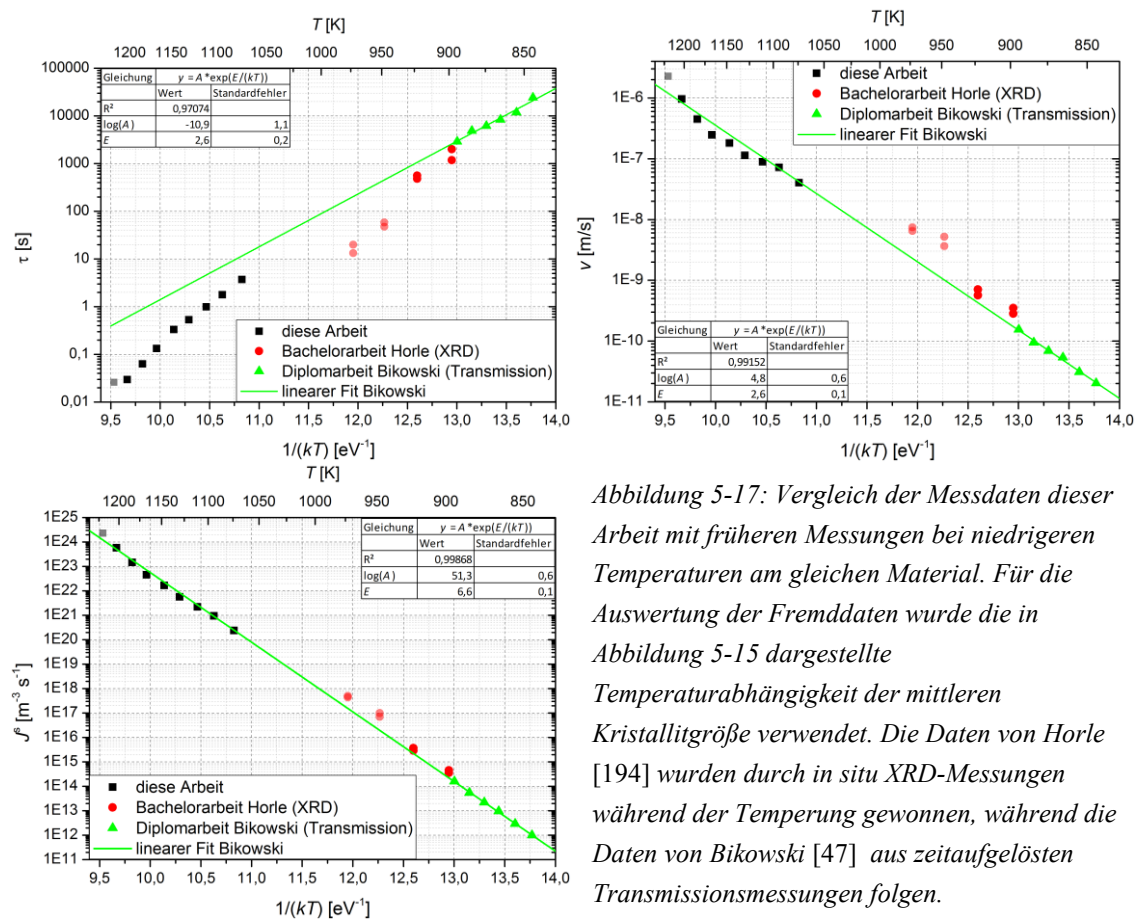 T [K]
1200 1150 1100 1050 1000 950 900 850
100000
10000
1000
100
10
1
0,1
0,01
τ [s]
Gleichung y = A*exp(E/(kT))
Wert Standardfehler
R² 0,97074
log(A) -10,9 1,1
E 2,6 0,2
diese Arbeit
Bachelorarbeit Horle (XRD)
Diplomarbeit Bikowski (Transmission)
linearer Fit Bikowski
9,5 10,0 10,5 11,0 11,5 12,0 12,5 13,0 13,5 14,0
1/(kT) [eV⁻¹]
T [K]
1200 1150 1100 1050 1000 950 900 850
1E-6
1E-7
1E-8
1E-9
1E-10
1E-11
v [m/s]
diese Arbeit
Bachelorarbeit Horle (XRD)
Diplomarbeit Bikowski (Transmission)
linearer Fit Bikowski
Gleichung y = A*exp(E/(kT))
Wert Standardfehler
R² 0,99152
log(A) 4,8 0,6
E 2,6 0,1
9,5 10,0 10,5 11,0 11,5 12,0 12,5 13,0 13,5 14,0
1/(kT) [eV⁻¹]
T [K]
1200 1150 1100 1050 1000 950 900 850
1E25
1E24
1E23
1E22
1E21
1E20
1E19
1E18
1E17
1E16
1E15
1E14
1E13
1E12
1E11
Jˢ [m⁻³ s⁻¹]
Gleichung y = A*exp(E/(kT))
Wert Standardfehler
R² 0,99868
log(A) 51,3 0,6
E 6,6 0,1
diese Arbeit
Bachelorarbeit Horle (XRD)
Diplomarbeit Bikowski (Transmission)
linearer Fit Bikowski
9,5 10,0 10,5 11,0 11,5 12,0 12,5 13,0 13,5 14,0
1/(kT) [eV⁻¹]
Abbildung 5-17: Vergleich der Messdaten dieser
Arbeit mit früheren Messungen bei niedrigeren
Temperaturen am gleichen Material. Für die
Auswertung der Fremddaten wurde die in
Abbildung 5-15 dargestellte
Temperaturabhängigkeit der mittleren
Kristallitgröße verwendet. Die Daten von Horle
[194] wurden durch in situ XRD-Messungen
während der Temperung gewonnen, während die
Daten von Bikowski [47] aus zeitaufgelösten
Transmissionsmessungen folgen.